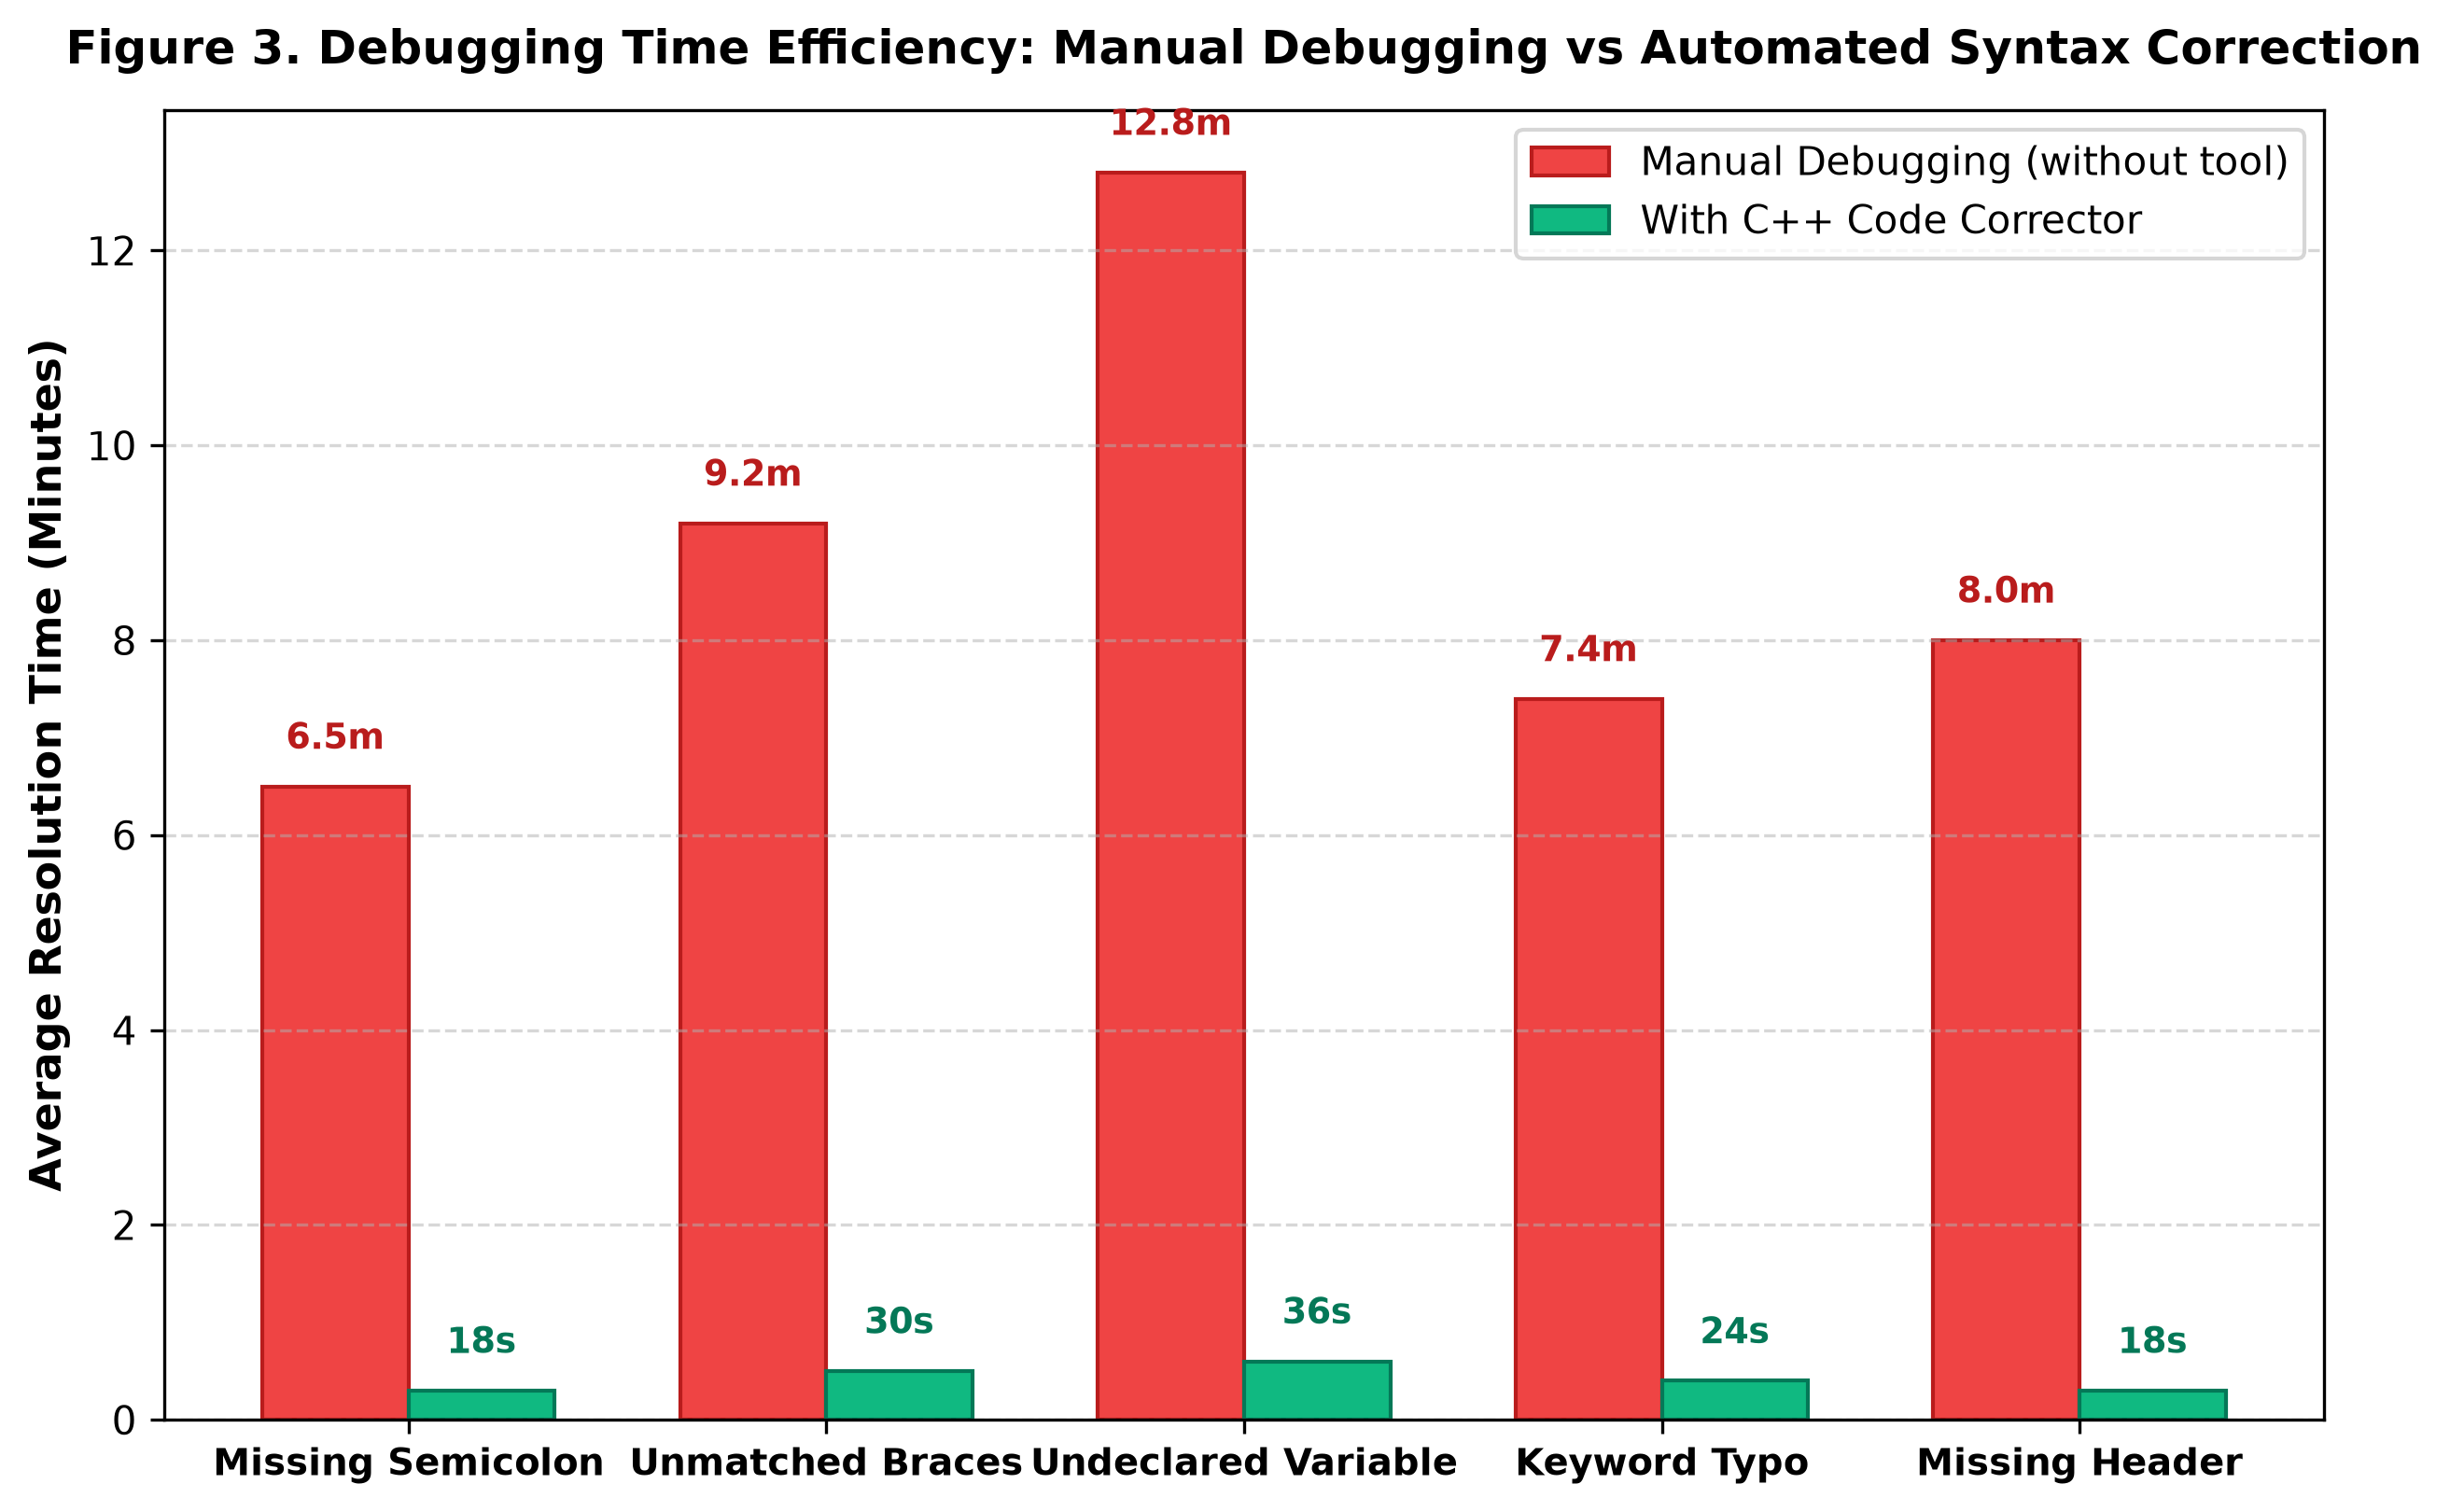 Figure 3. Debugging Time Efficiency: Manual Debugging vs Automated Syntax Correction
Manual Debugging (without tool)
With C++ Code Corrector
Average Resolution Time (Minutes)
12
10
8
6
4
2
0
6.5m
18s
9.2m
30s
12.8m
36s
7.4m
24s
8.0m
18s
Missing Semicolon
Unmatched Braces
Undeclared Variable
Keyword Typo
Missing Header